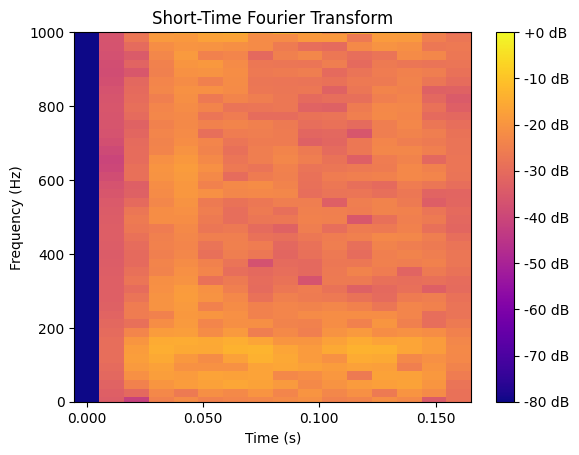 Short-Time Fourier Transform
1000
800
600
400
200
0
Frequency (Hz)
0.000
0.050
0.100
0.150
Time (s)
+0 dB
-10 dB
-20 dB
-30 dB
-40 dB
-50 dB
-60 dB
-70 dB
-80 dB